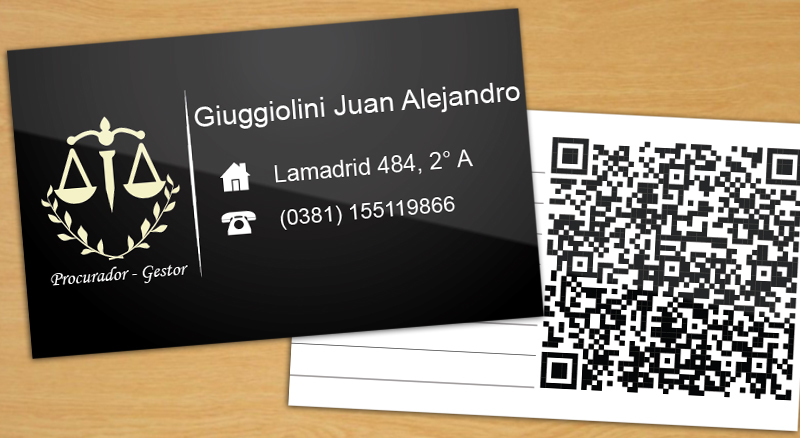 Giuggiolini Juan Alejandro
Lamadrid 484, 2° A
(0381) 155119866
Procurador - Gestor